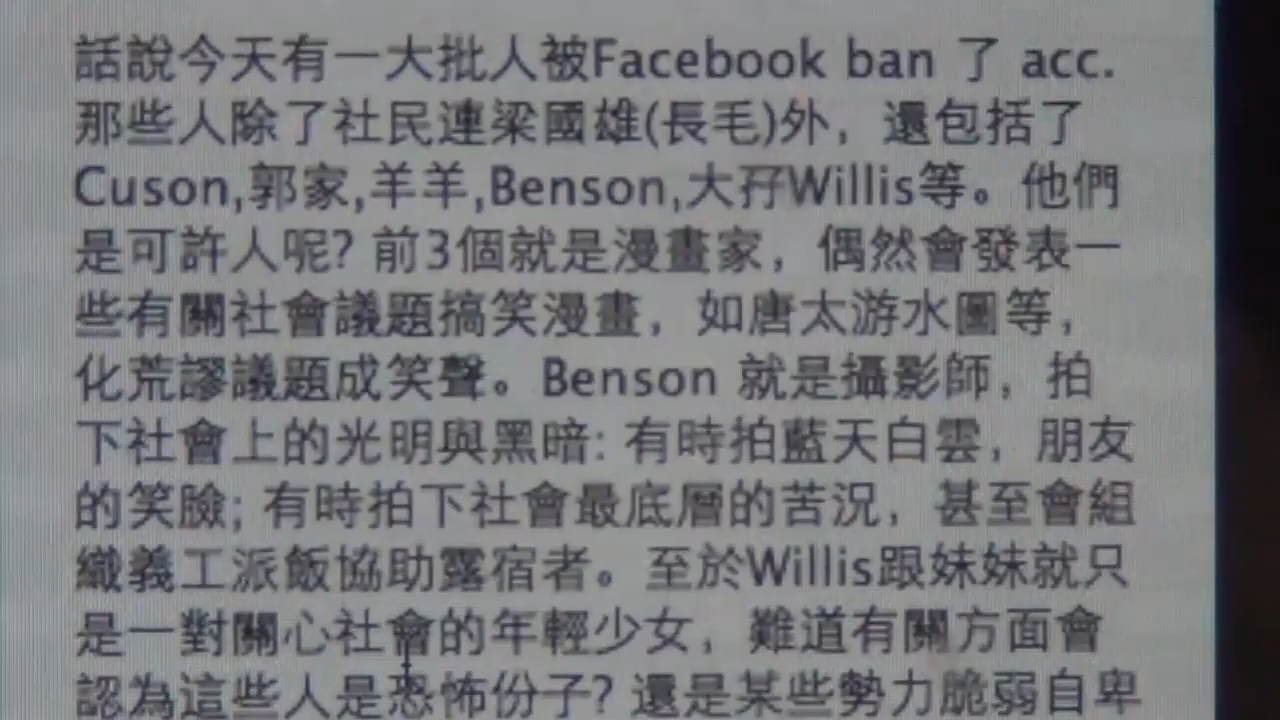 話說今天有一大批人被Facebook ban 了 acc.
那些人除了社民連梁國雄(長毛)外，還包括了
Cuson,郭家,羊羊,Benson,大孖Willis等。他們
是可許人呢? 前3個就是漫畫家，偶然會發表一
些有關社會議題搞笑漫畫，如唐太游水圖等，
化荒謬議題成笑聲。Benson 就是攝影師，拍
下社會上的光明與黑暗: 有時拍藍天白雲，朋友
的笑臉; 有時拍下社會最底層的苦況，甚至會組
織義工派飯協助露宿者。至於Willis跟妹妹就只
是一對關心社會的年輕少女，難道有關方面會
認為這些人是恐怖份子? 還是某些勢力脆弱自卑